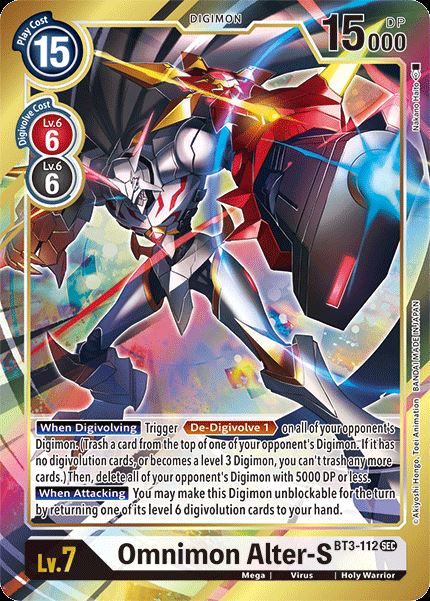 Play Cost
15
DIGIMON
DP
15000
Digivolve Cost
Lv.6
6
Lv.6
6
Nakano Haito
When Digivolving Trigger De-Digivolve 1 on all of your opponent's
Digimon. (Trash a card from the top of one of your opponent's Digimon. If it has
no digivolution cards, or becomes a level 3 Digimon, you can't trash any more
cards.) Then, delete all of your opponent's Digimon with 5000 DP or less.
When Attacking You may make this Digimon unblockable for the turn
by returning one of its level 6 digivolution cards to your hand.
©Akiyoshi Hongo, Toei Animation BANDAI MADE IN JAPAN
Lv.7 Omnimon Alter-S BT3-112 SEC
Mega | Virus | Holy Warrior